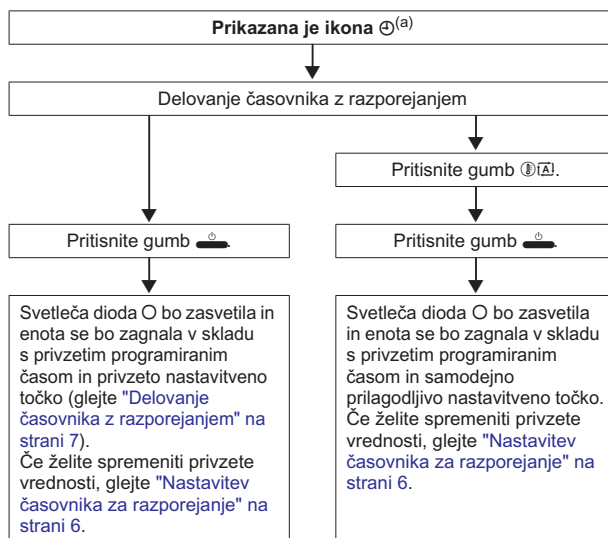 Prikazana je ikona (a)
Delovanje časovnika z razporejanjem
Pritisnite gumb A.
Pritisnite gumb .
Pritisnite gumb .
Svetleča dioda O bo zasvetila in
enota se bo zagnala v skladu
s privzetim programiranim
časom in privzeto nastavitveno
točko (glejte "Delovanje
časovnika z razporejanjem" na
strani 7).
Če želite spremeniti privzete
vrednosti, glejte "Nastavitev
časovnika za razporejanje" na
strani 6.
Svetleča dioda O bo zasvetila
in enota se bo zagnala v skladu
s privzetim programiranim
časom in samodejno
prilagodljivo nastavitveno točko.
Če želite spremeniti privzete
vrednosti, glejte "Nastavitev
časovnika za razporejanje" na
strani 6.